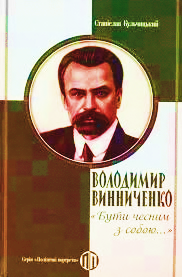 Станіслав Кульчицький
ВОЛОДИМИР
ВИННИЧЕНКО
«Бути чесним
з собою...»
Серія «Політичні портрети»